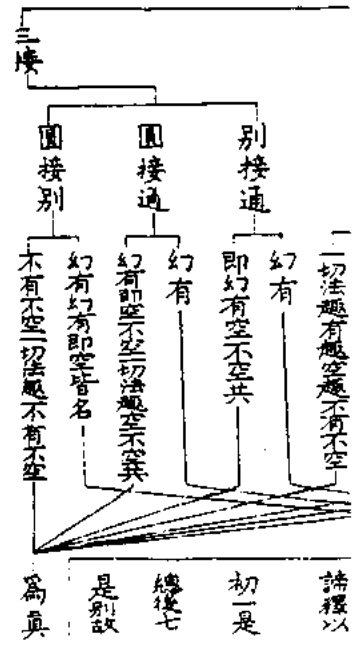 三接
別接通
圓接通
圓接別
一切法趣有趣空趣不有不空
幻有
即幻有空不空共
幻有
幻有即空不空一切法趣空不空共
幻有幻有即空皆名
不有不空一切法趣不有不空
諦釋以
初一是
總後七
是別故
為真